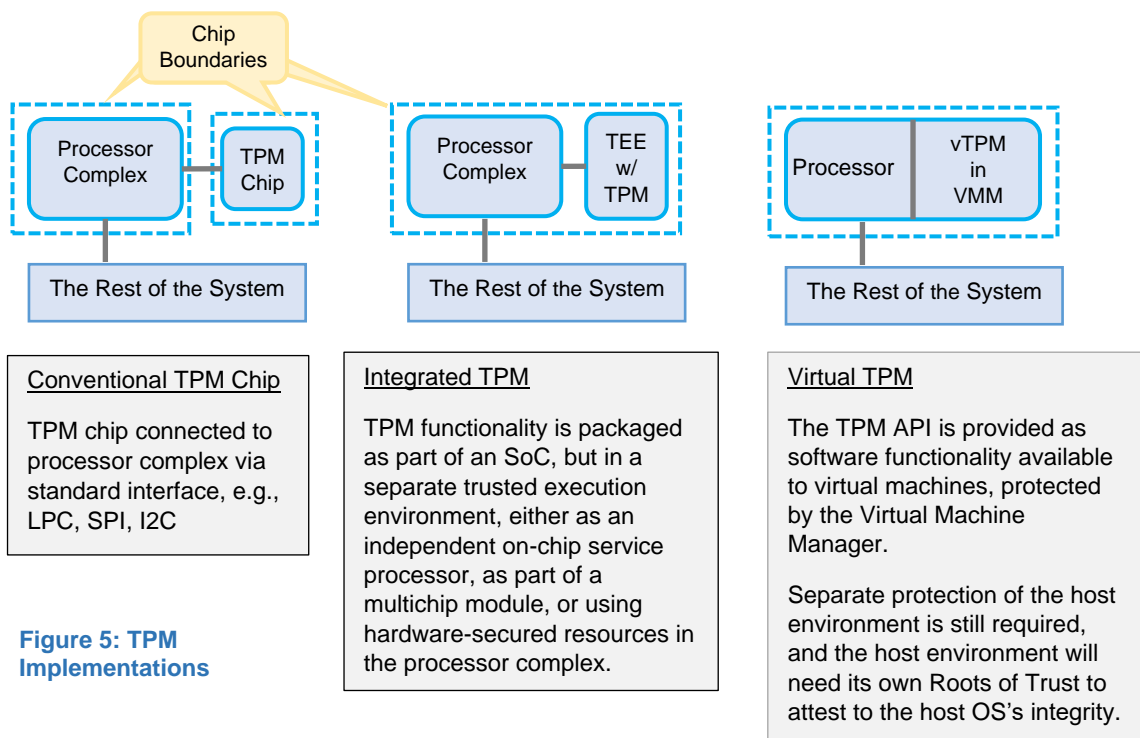 Chip
Boundaries
Processor
Complex
TPM
Chip
The Rest of the System
Processor
Complex
TEE
w/
TPM
The Rest of the System
Processor
vTPM
in
VMM
The Rest of the System
Conventional TPM Chip
TPM chip connected to
processor complex via
standard interface, e.g.,
LPC, SPI, I2C
Integrated TPM
TPM functionality is packaged
as part of an SoC, but in a
separate trusted execution
environment, either as an
independent on-chip service
processor, as part of a
multichip module, or using
hardware-secured resources in
the processor complex.
Virtual TPM
The TPM API is provided as
software functionality available
to virtual machines, protected
by the Virtual Machine
Manager.
Separate protection of the host
environment is still required,
and the host environment will
need its own Roots of Trust to
attest to the host OS’s integrity.
Figure 5: TPM
Implementations